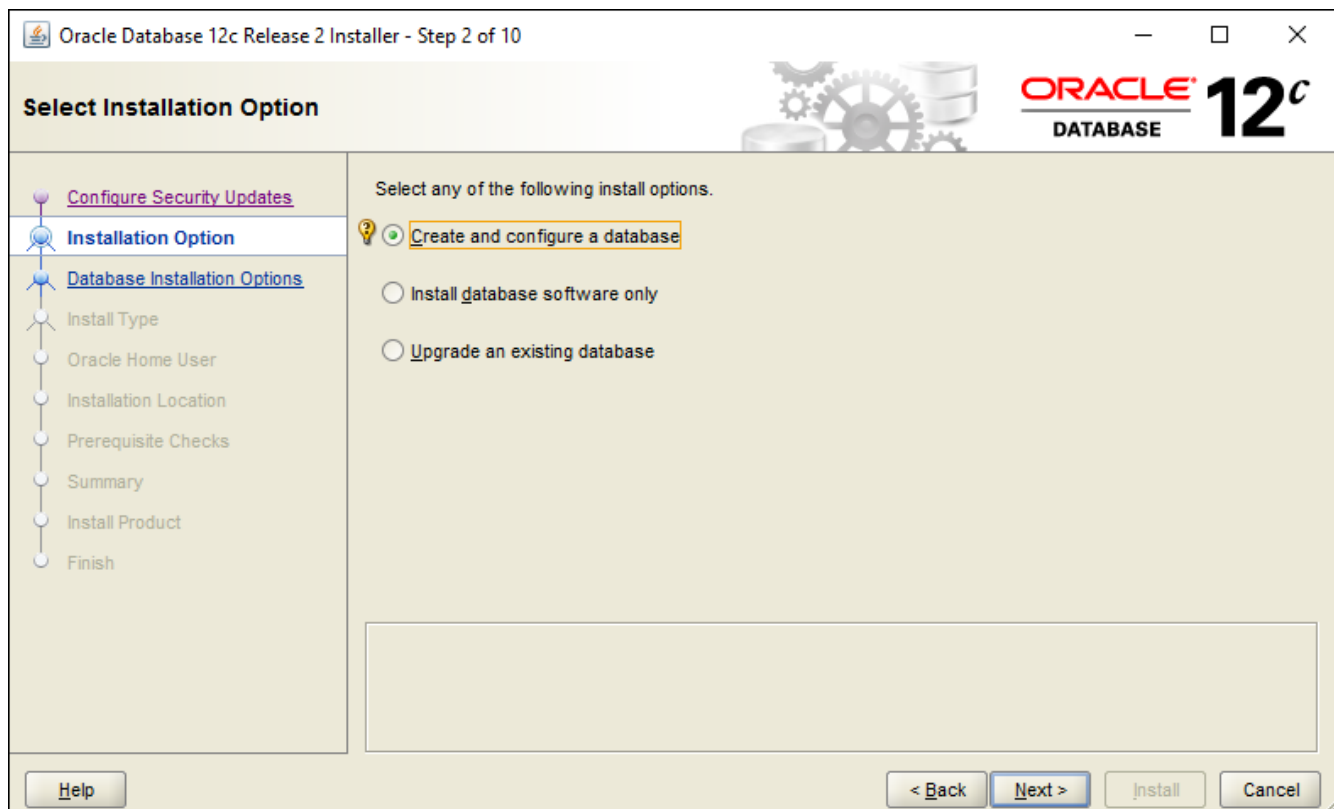 Oracle Database 12c Release 2 Installer - Step 2 of 10
Select Installation Option
ORACLE®
DATABASE
12c
Configure Security Updates
Installation Option
Database Installation Options
Install Type
Oracle Home User
Installation Location
Prerequisite Checks
Summary
Install Product
Finish
Select any of the following install options.
Create and configure a database
Install database software only
Upgrade an existing database
Help
< Back
Next >
Install
Cancel